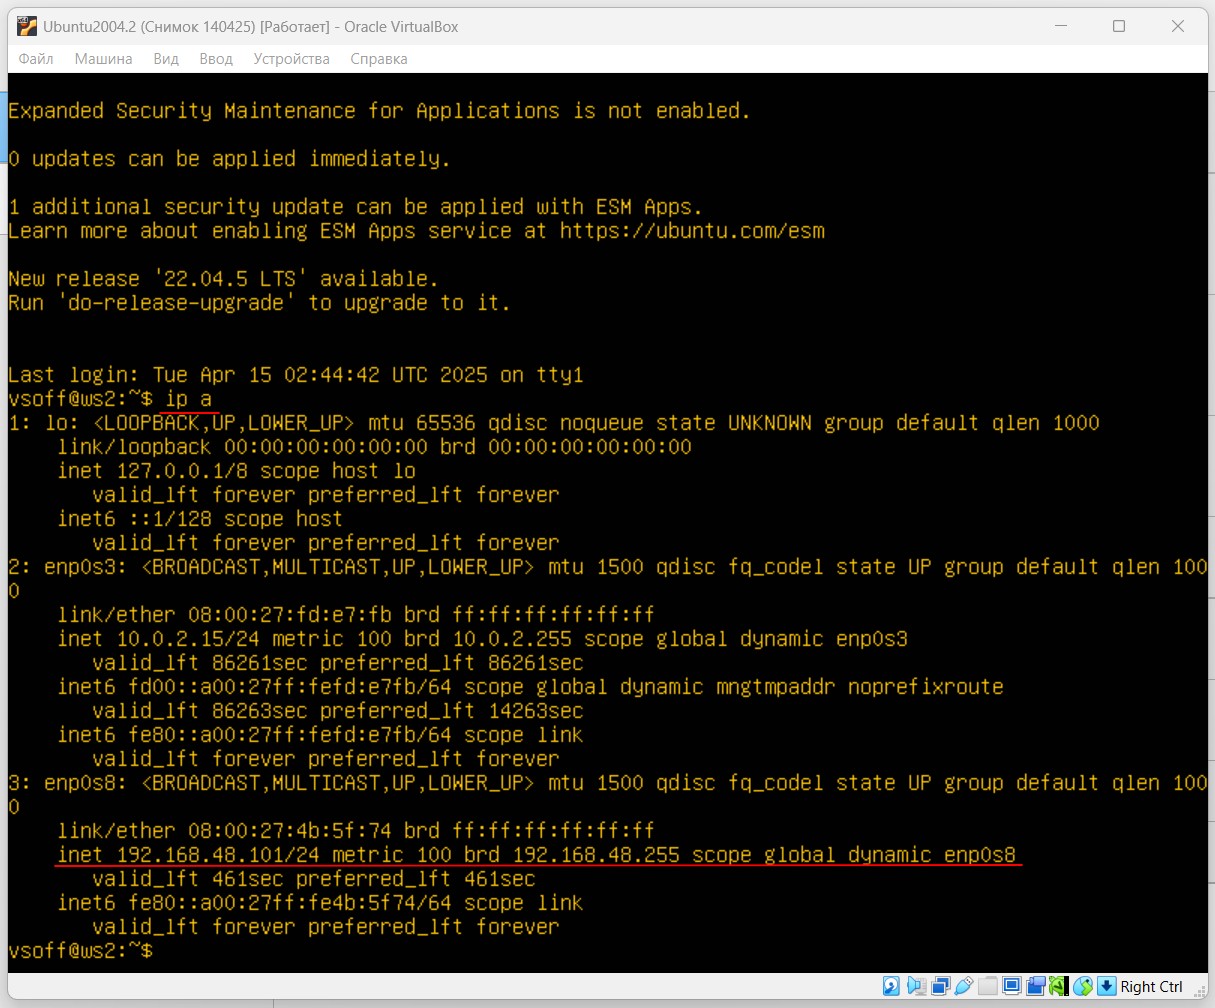 Ubuntu2004.2 (Снимок 140425) [Работает] - Oracle VirtualBox
Файл Машина Вид Ввод Устройства Справка
Expanded Security Maintenance for Applications is not enabled.
0 updates can be applied immediately.
1 additional security update can be applied with ESM Apps.
Learn more about enabling ESM Apps service at https://ubuntu.com/esm
New release '22.04.5 LTS' available.
Run 'do-release-upgrade' to upgrade to it.
Last login: Tue Apr 15 02:44:42 UTC 2025 on tty1
vsoff@ws2:~$ ip a
1: lo: <LOOPBACK,UP,LOWER_UP> mtu 65536 qdisc noqueue state UNKNOWN group default qlen 1000
link/loopback 00:00:00:00:00:00 brd 00:00:00:00:00:00
inet 127.0.0.1/8 scope host lo
valid_lft forever preferred_lft forever
inet6 ::1/128 scope host
valid_lft forever preferred_lft forever
2: enp0s3: <BROADCAST,MULTICAST,UP,LOWER_UP> mtu 1500 qdisc fq_codel state UP group default qlen 100
0
link/ether 08:00:27:fd:e7:fb brd ff:ff:ff:ff:ff:ff
inet 10.0.2.15/24 metric 100 brd 10.0.2.255 scope global dynamic enp0s3
valid_lft 86261sec preferred_lft 86261sec
inet6 fd00::a00:27ff:fefd:e7fb/64 scope global dynamic mngtmpaddr noprefixroute
valid_lft 86263sec preferred_lft 14263sec
inet6 fe80::a00:27ff:fefd:e7fb/64 scope link
valid_lft forever preferred_lft forever
3: enp0s8: <BROADCAST,MULTICAST,UP,LOWER_UP> mtu 1500 qdisc fq_codel state UP group default qlen 100
0
link/ether 08:00:27:4b:5f:74 brd ff:ff:ff:ff:ff:ff
inet 192.168.48.101/24 metric 100 brd 192.168.48.255 scope global dynamic enp0s8
valid_lft 461sec preferred_lft 461sec
inet6 fe80::a00:27ff:fe4b:5f74/64 scope link
valid_lft forever preferred_lft forever
vsoff@ws2:~$
Right Ctrl